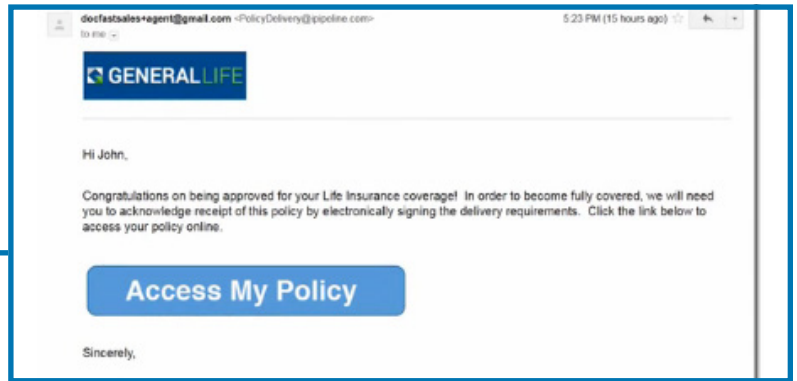 docfastsales+agent@gmail.com <PolicyDelivery@ipipeline.com>
5:23 PM (15 hours ago)
to me
GENERALLIFE
Hi John,
Congratulations on being approved for your Life Insurance coverage! In order to become fully covered, we will need
you to acknowledge receipt of this policy by electronically signing the delivery requirements. Click the link below to
access your policy online.
Access My Policy
Sincerely,